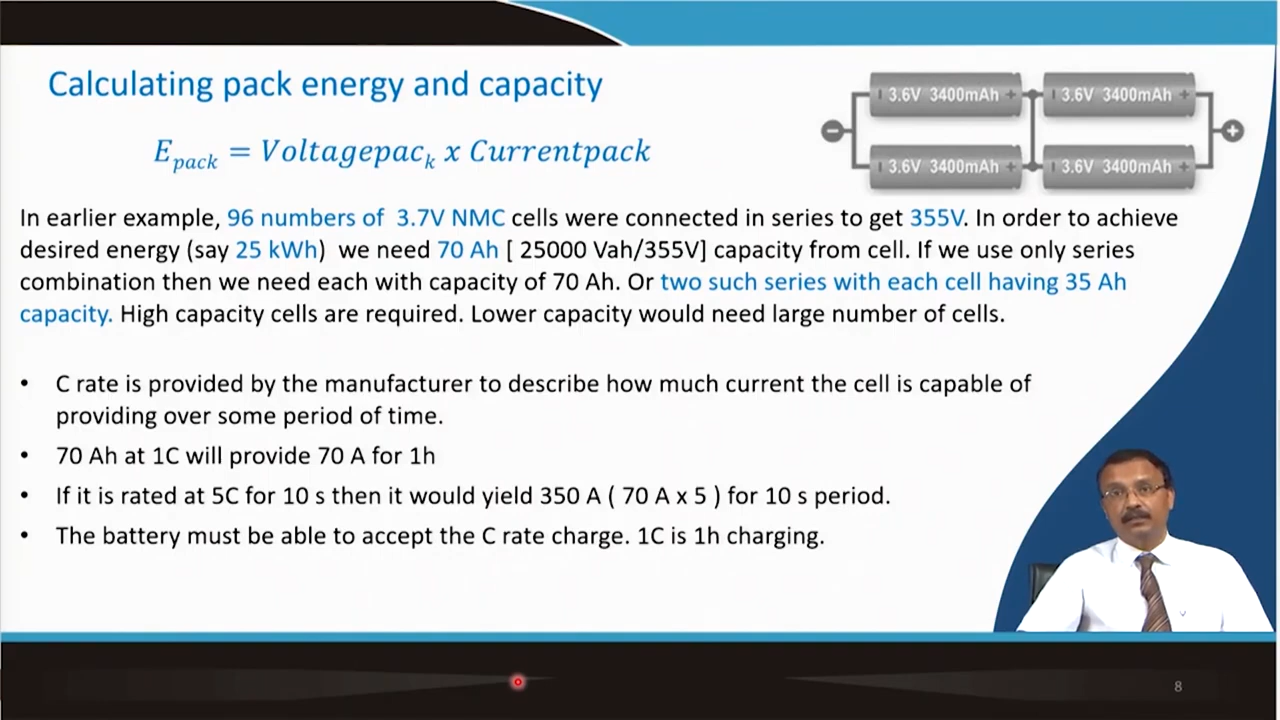 Calculating pack energy and capacity
E_pack = Voltagepac_k x Currentpack
3.6V 3400mAh + 3.6V 3400mAh +
3.6V 3400mAh + 3.6V 3400mAh +
In earlier example, 96 numbers of 3.7V NMC cells were connected in series to get 355V. In order to achieve
desired energy (say 25 kWh) we need 70 Ah [ 25000 Vah/355V] capacity from cell. If we use only series
combination then we need each with capacity of 70 Ah. Or two such series with each cell having 35 Ah
capacity. High capacity cells are required. Lower capacity would need large number of cells.
• C rate is provided by the manufacturer to describe how much current the cell is capable of
providing over some period of time.
• 70 Ah at 1C will provide 70 A for 1h
• If it is rated at 5C for 10 s then it would yield 350 A ( 70 A x 5 ) for 10 s period.
• The battery must be able to accept the C rate charge. 1C is 1h charging.
8